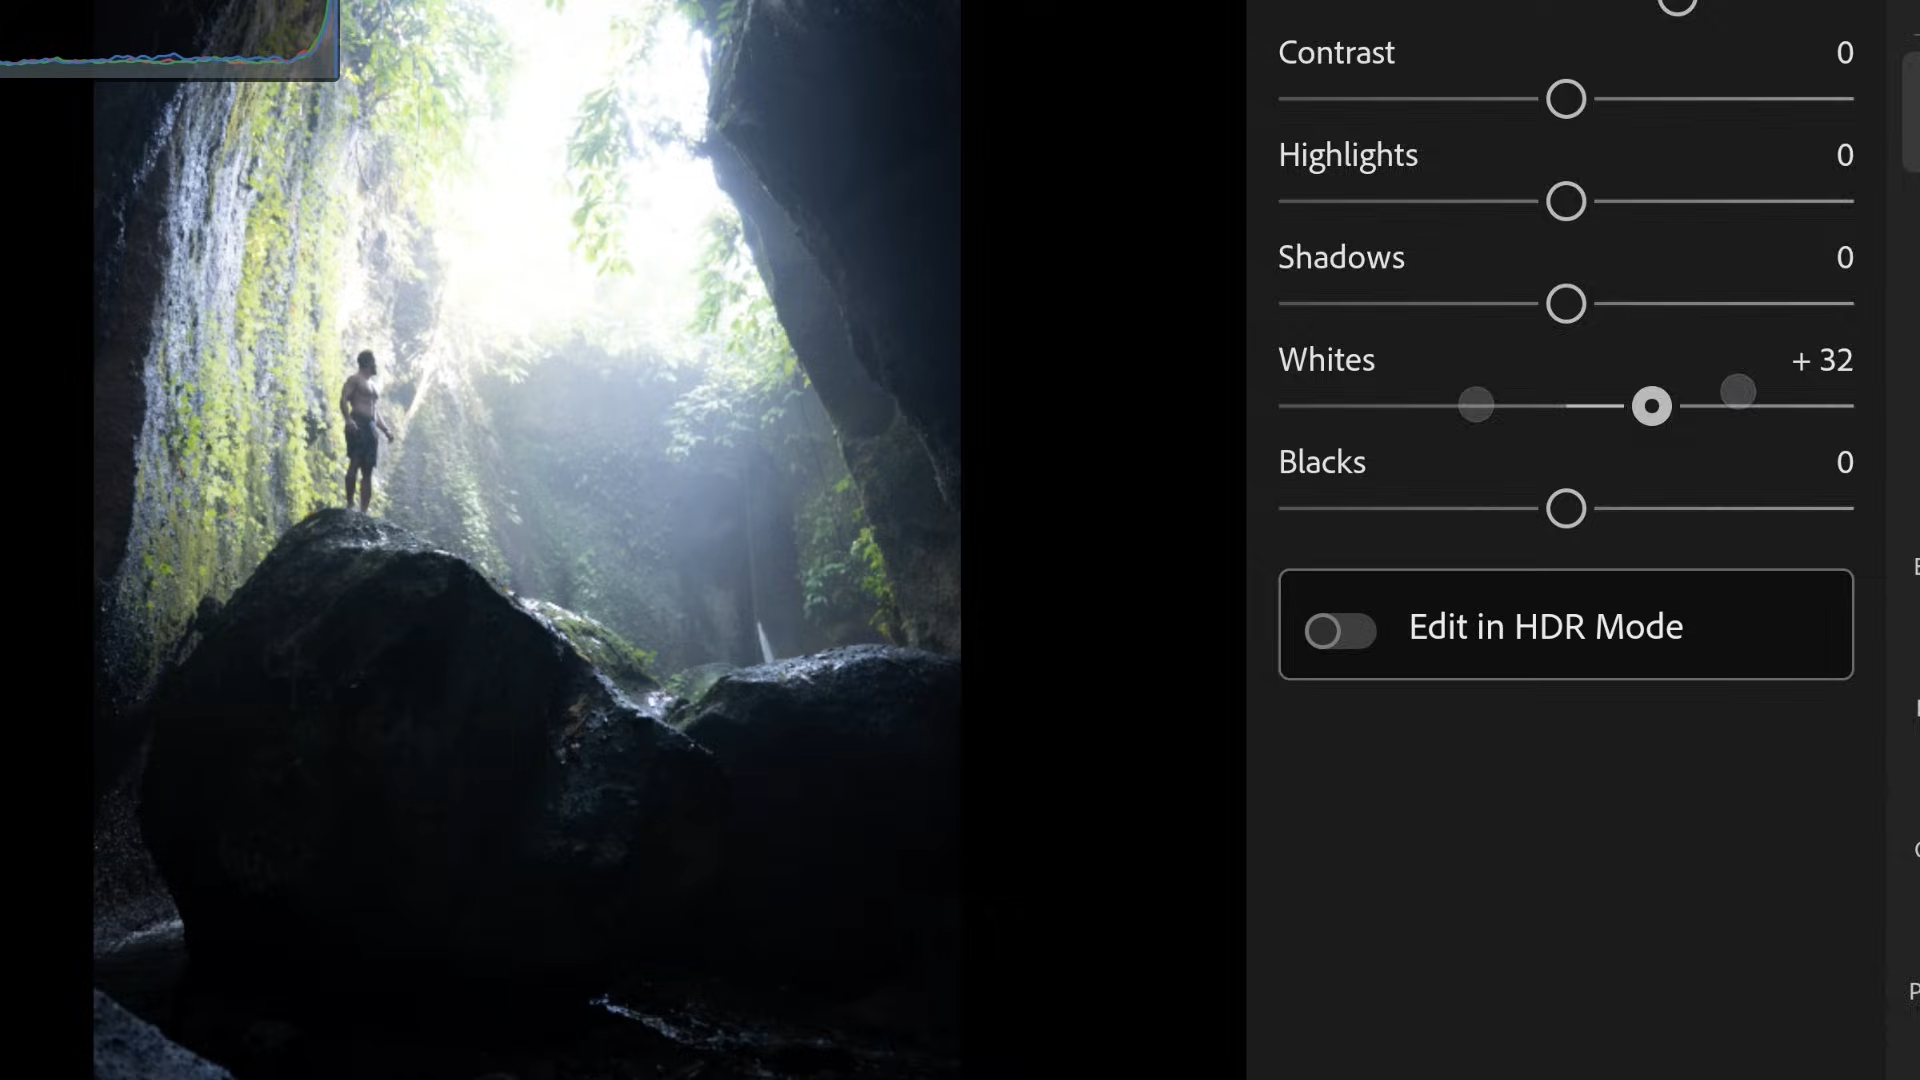 Contrast 0
Highlights 0
Shadows 0
Whites + 32
Blacks 0
Edit in HDR Mode